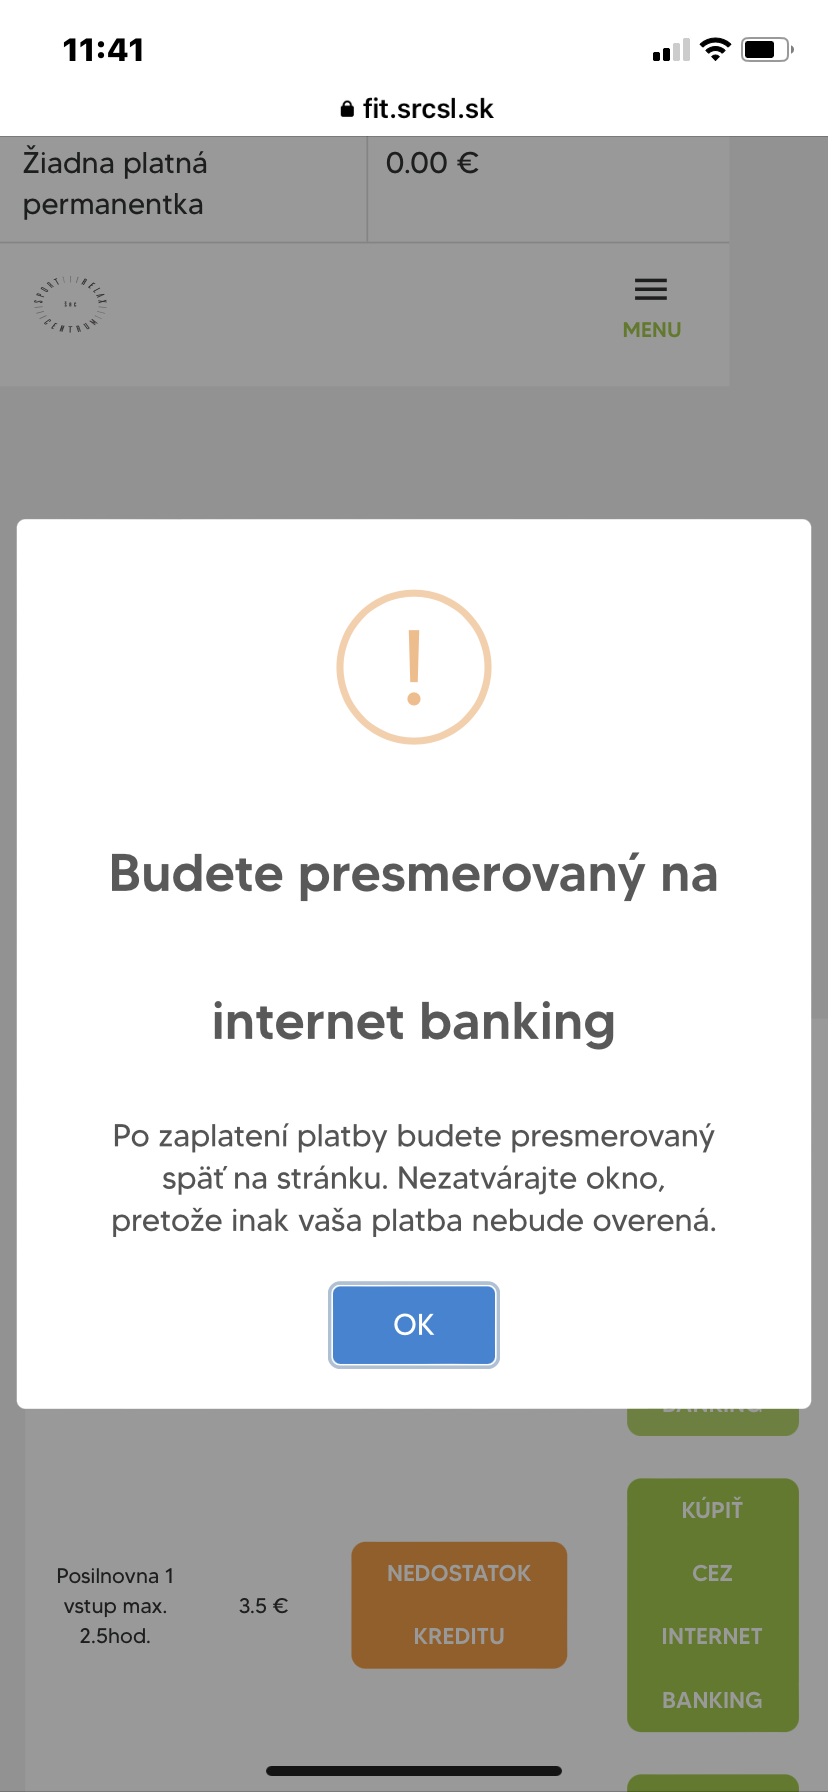 11:41
fit.srcsl.sk
Žiadna platná
permanentka
0.00 €
SPORT RELAX
CENTRUM
MENU
!
Budete presmerovaný na
internet banking
Po zaplatení platby budete presmerovaný
späť na stránku. Nezatvárajte okno,
pretože inak vaša platba nebude overená.
OK
BANKING
Posilnovna 1
vstup max.
2.5hod.
3.5 €
NEDOSTATOK
KREDITU
KÚPIŤ
CEZ
INTERNET
BANKING